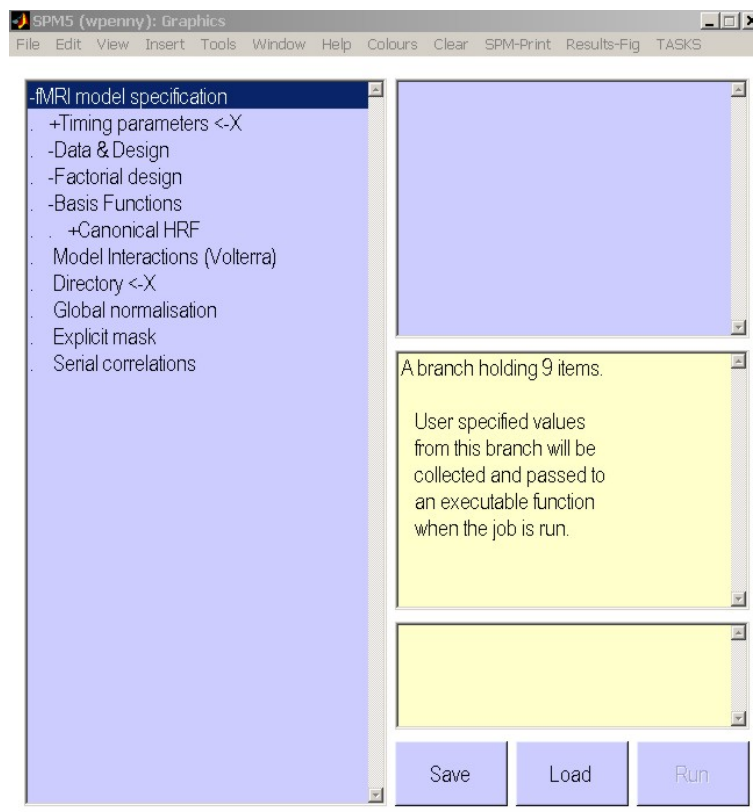 SPM5 (wpenny): Graphics
File Edit View Insert Tools Window Help Colours Clear SPM-Print Results-Fig TASKS
-fMRI model specification
. +Timing parameters <-X
. -Data & Design
. -Factorial design
. -Basis Functions
. . +Canonical HRF
. Model Interactions (Volterra)
. Directory <-X
. Global normalisation
. Explicit mask
. Serial correlations
A branch holding 9 items.
User specified values
from this branch will be
collected and passed to
an executable function
when the job is run.
Save Load Run